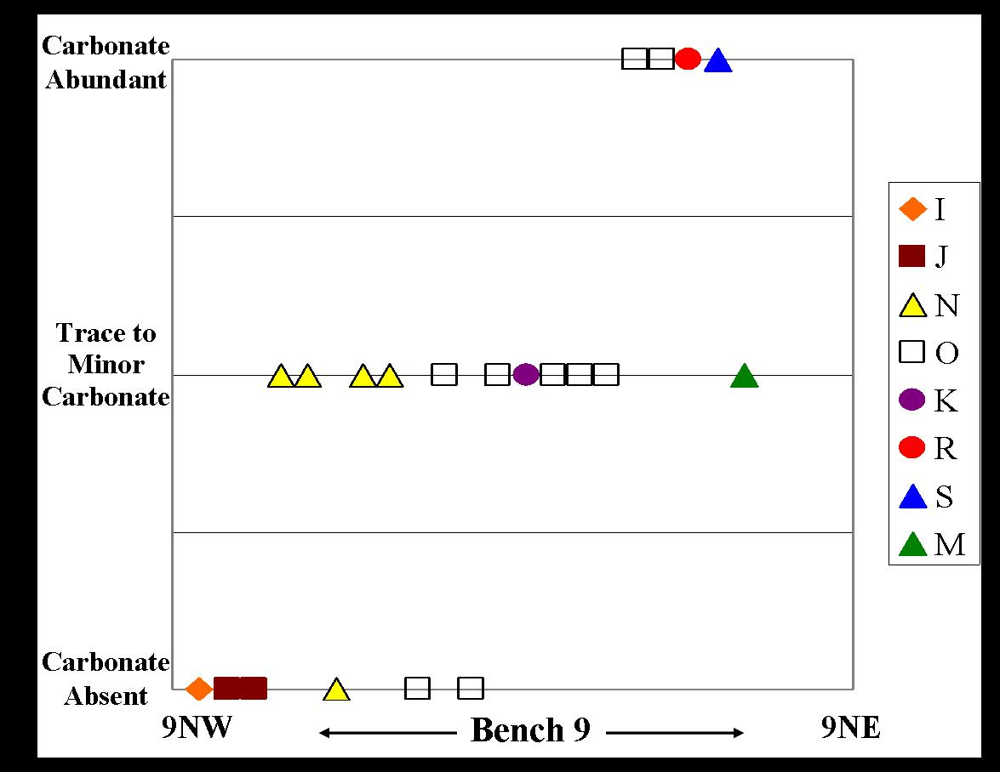 Carbonate
Abundant
Trace to
Minor
Carbonate
Carbonate
Absent
9NW
Bench 9
9NE
I
J
N
O
K
R
S
M